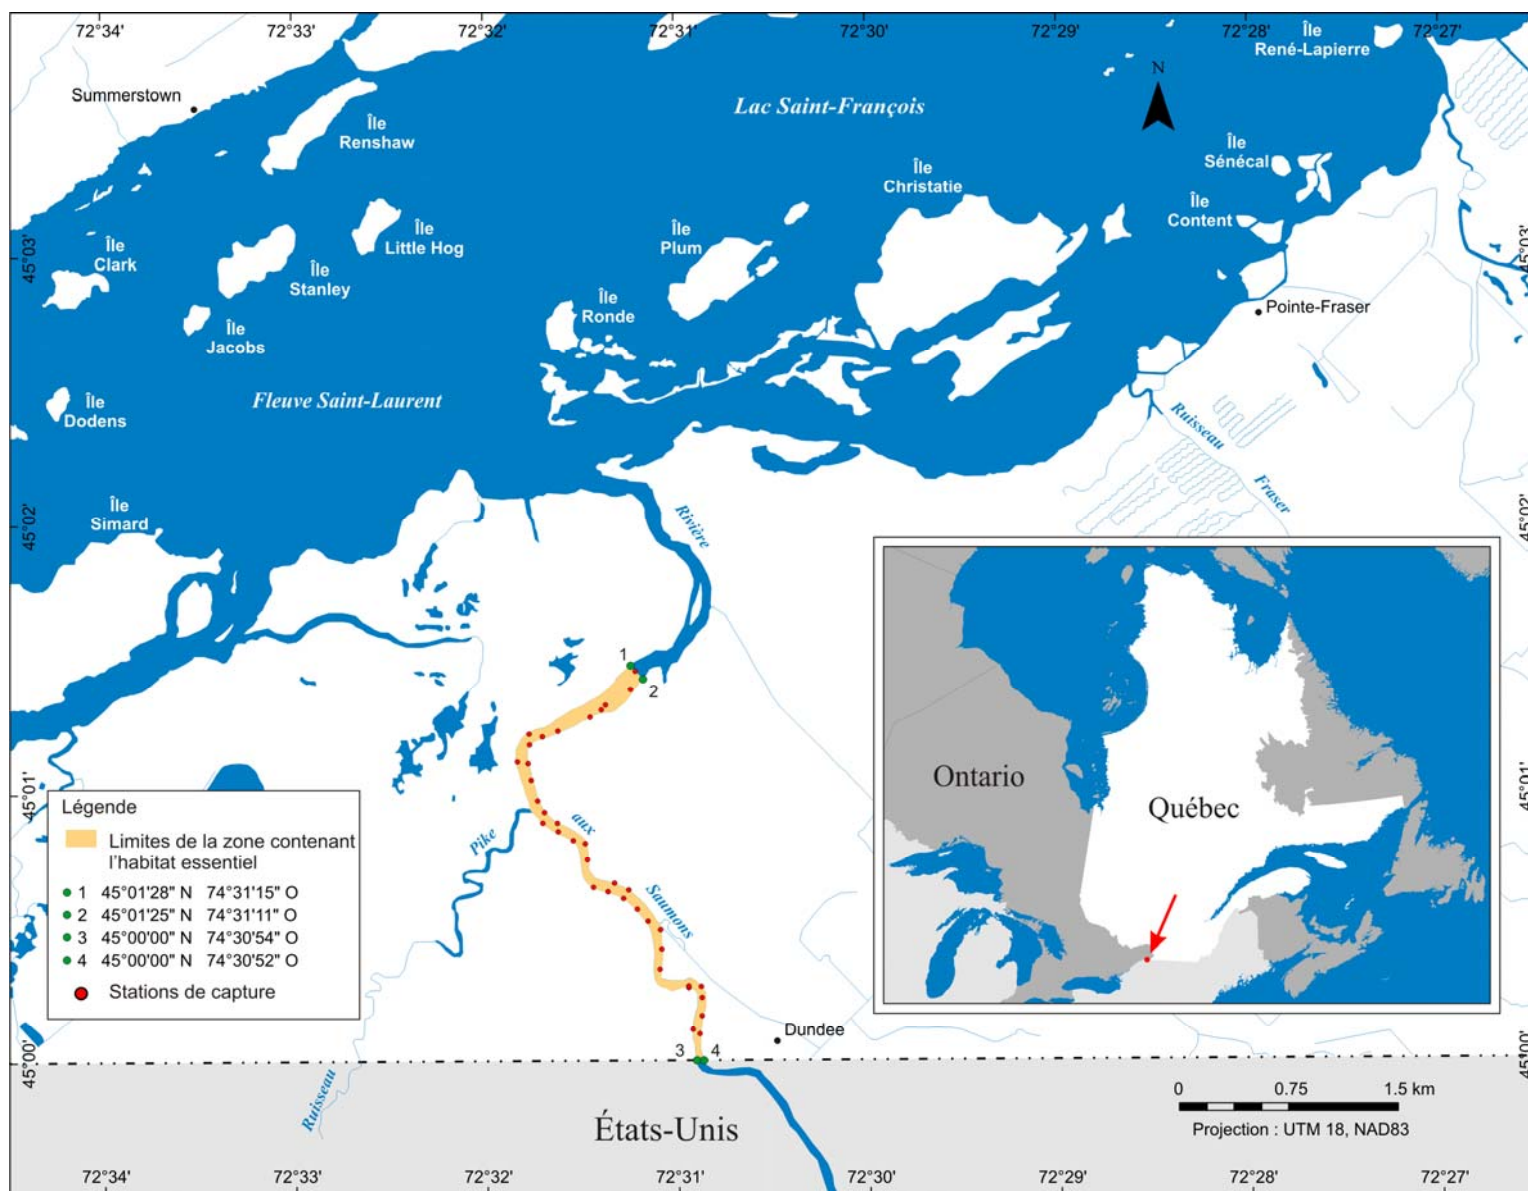 72°34'
72°33'
72°32'
72°31'
72°30'
72°29'
72°28'
72°27'
Île
René-Lapierre
Summerstown
Île
Renshaw
Lac Saint-François
N
Île
Sénécal
Île
Christatie
Île
Content
Île
Clark
Île
Stanley
Île
Little Hog
Île
Plum
45°03'
45°03'
Île
Jacobs
Île
Ronde
Pointe-Fraser
Île
Dodens
Fleuve Saint-Laurent
Ruisseau
Fraser
Île
Simard
45°02'
45°02'
Rivière
1
2
45°01'
45°01'
Légende
Limites de la zone contenant
l'habitat essentiel
1 45°01'28" N 74°31'15" O
2 45°01'25" N 74°31'11" O
3 45°00'00" N 74°30'54" O
4 45°00'00" N 74°30'52" O
Stations de capture
Pike
aux
Saumons
Ontario
Québec
Dundee
45°00'
45°00'
3
4
Ruisseau
États-Unis
0
0.75
1.5 km
Projection : UTM 18, NAD83
72°34'
72°33'
72°32'
72°31'
72°30'
72°29'
72°28'
72°27'